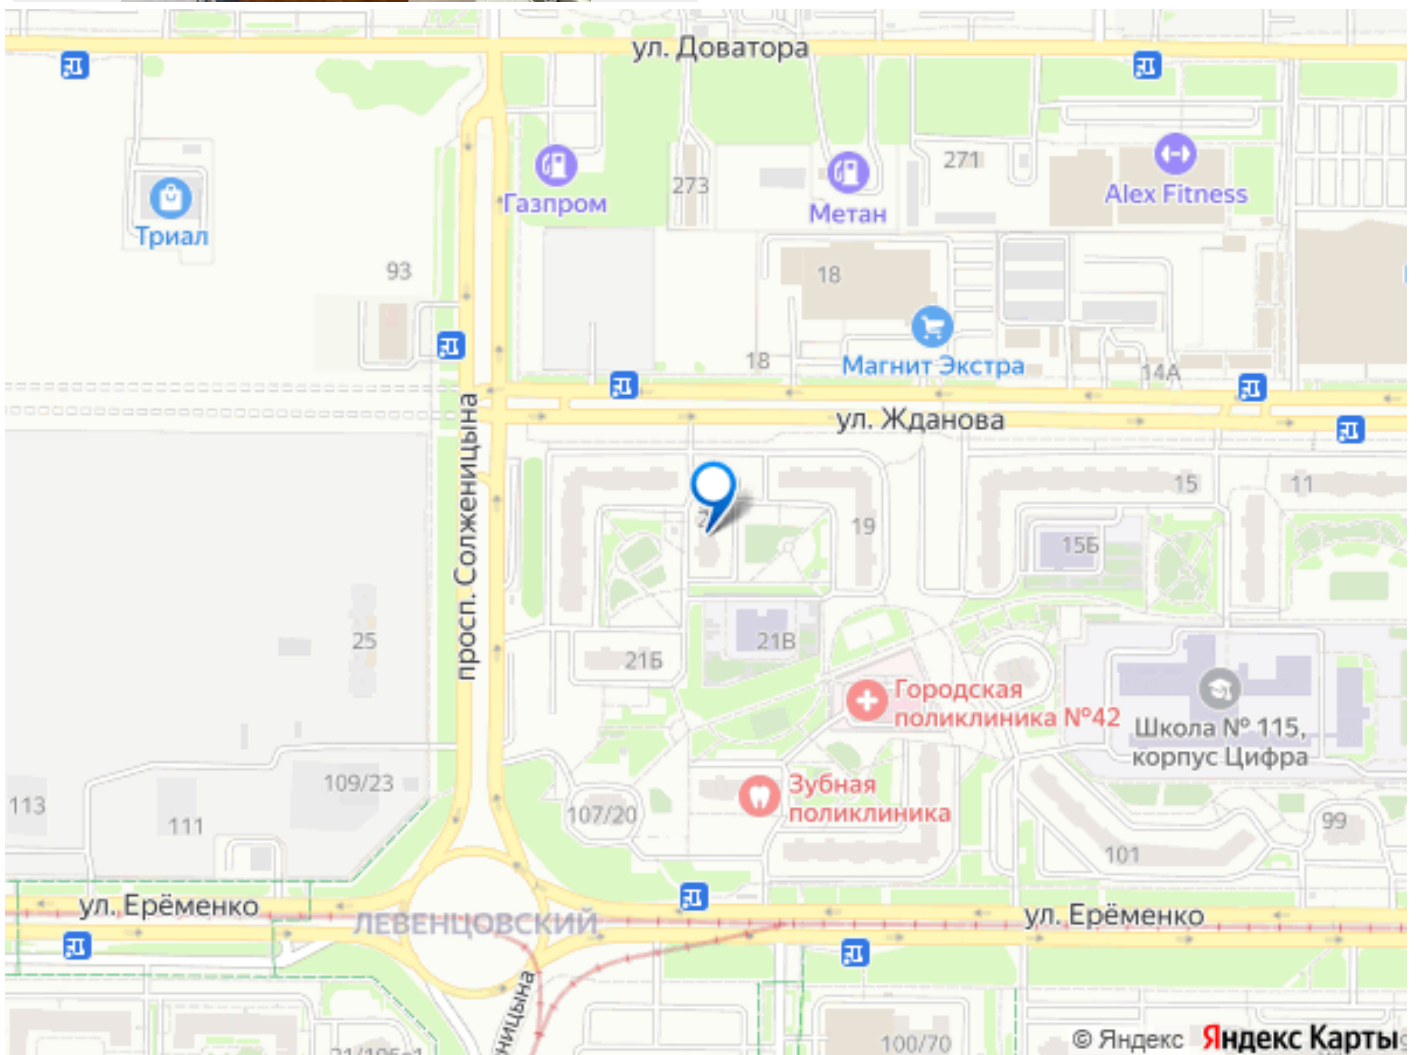 ул. Доватора
271
Alex Fitness
273
Газпром
Метан
Триал
93
18
Магнит Экстра
18
14А
ул. Жданова
просп. Солженицына
15
11
19
15Б
25
21Б
21В
Городская
поликлиника №42
Школа № 115,
корпус Цифра
109/23
Зубная
поликлиника
113
107/20
111
99
101
ул. Ерёменко
ЛЕВЕНЦОВСКИЙ
ул. Ерёменко
100/70
© Яндекс Яндекс Карты